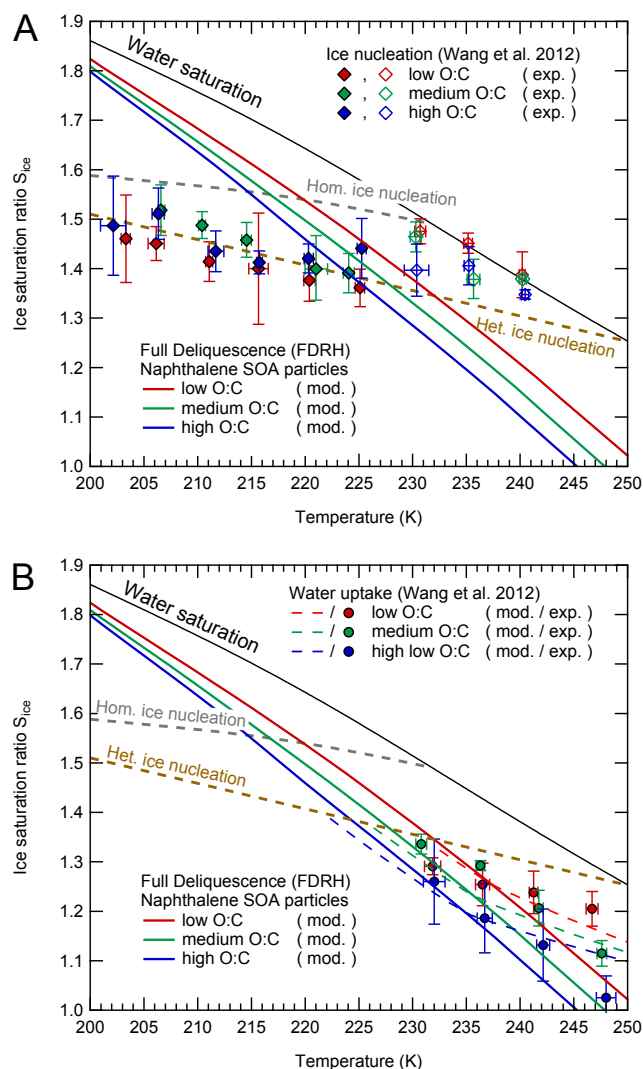 A
1.9
1.8
1.7
1.6
1.5
1.4
1.3
1.2
1.1
1.0
Ice saturation ratio Sice
Water saturation
Ice nucleation (Wang et al. 2012)
, low O:C ( exp. )
, medium O:C ( exp. )
, high O:C ( exp. )
Hom. ice nucleation
Het. ice nucleation
Full Deliquescence (FDRH)
Naphthalene SOA particles
low O:C ( mod. )
medium O:C ( mod. )
high O:C ( mod. )
200 205 210 215 220 225 230 235 240 245 250
Temperature (K)
B
1.9
1.8
1.7
1.6
1.5
1.4
1.3
1.2
1.1
1.0
Ice saturation ratio Sice
Water saturation
Water uptake (Wang et al. 2012)
/ low O:C ( mod. / exp. )
/ medium O:C ( mod. / exp. )
/ high low O:C ( mod. / exp. )
Hom. ice nucleation
Het. ice nucleation
Full Deliquescence (FDRH)
Naphthalene SOA particles
low O:C ( mod. )
medium O:C ( mod. )
high O:C ( mod. )
200 205 210 215 220 225 230 235 240 245 250
Temperature (K)